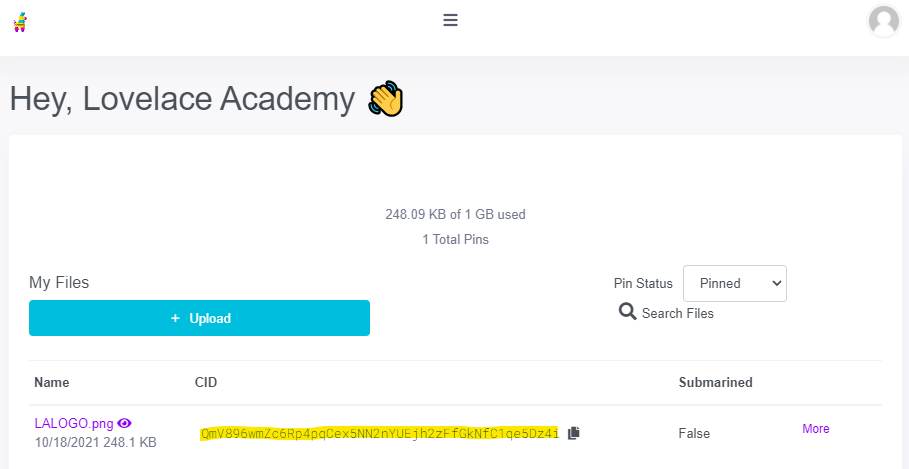 Hey, Lovelace Academy 👋
248.09 KB of 1 GB used
1 Total Pins
My Files
Pin Status Pinned
+ Upload
Search Files
Name CID Submarined
LALOGO.png
10/18/2021 248.1 KB
QmV896wmZc6Rp4pqCex5NN2nYUEjh2zFfGkNfC1qe5Dz4i
False
More